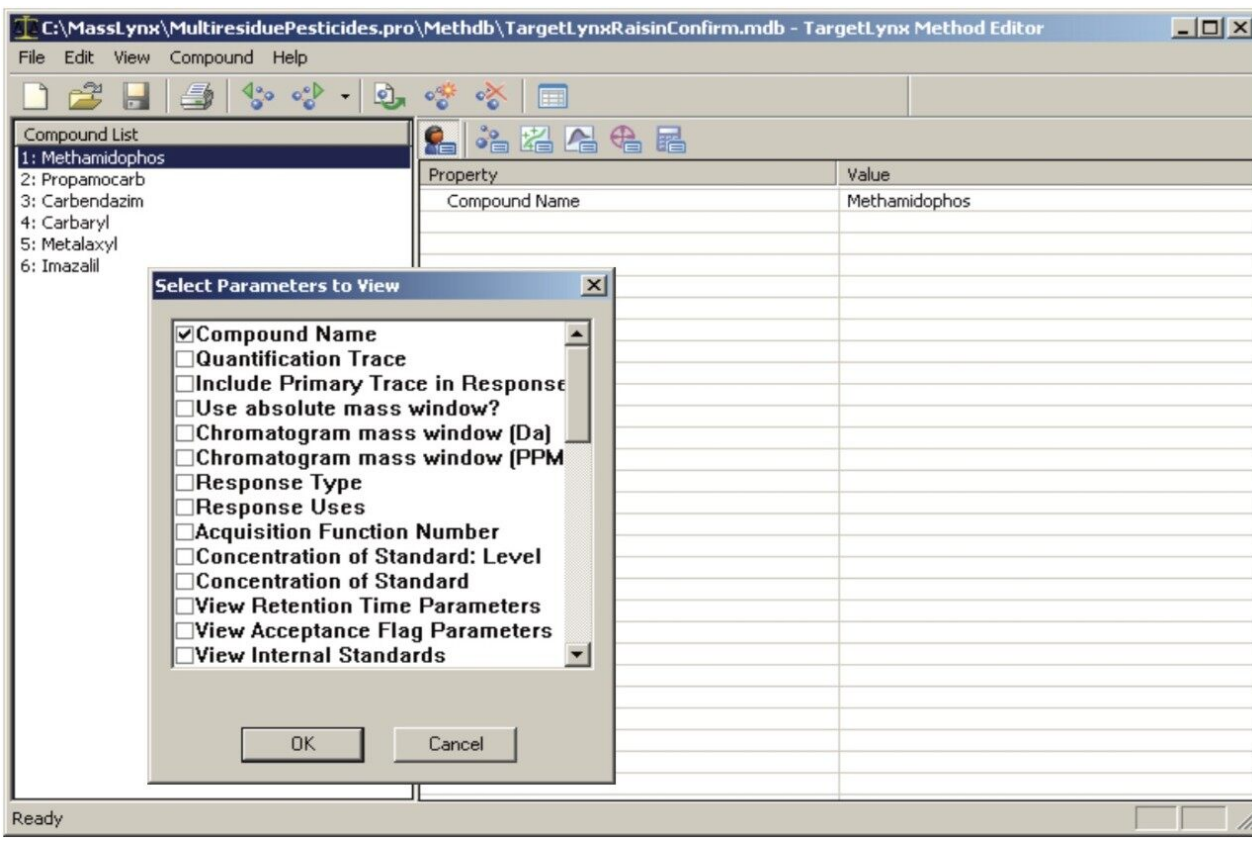 C:\MassLynx\MultiresiduePesticides.pro\Methdb\TargetLynxRaisinConfirm.mdb - TargetLynx Method Editor
File Edit View Compound Help
Compound List
1: Methamidophos
2: Propamocarb
3: Carbendazim
4: Carbaryl
5: Metalaxyl
6: Imazalil
Property Value
Compound Name Methamidophos
Select Parameters to View
Compound Name
Quantification Trace
Include Primary Trace in Response
Use absolute mass window?
Chromatogram mass window (Da)
Chromatogram mass window (PPM
Response Type
Response Uses
Acquisition Function Number
Concentration of Standard: Level
Concentration of Standard
View Retention Time Parameters
View Acceptance Flag Parameters
View Internal Standards
OK Cancel
Ready